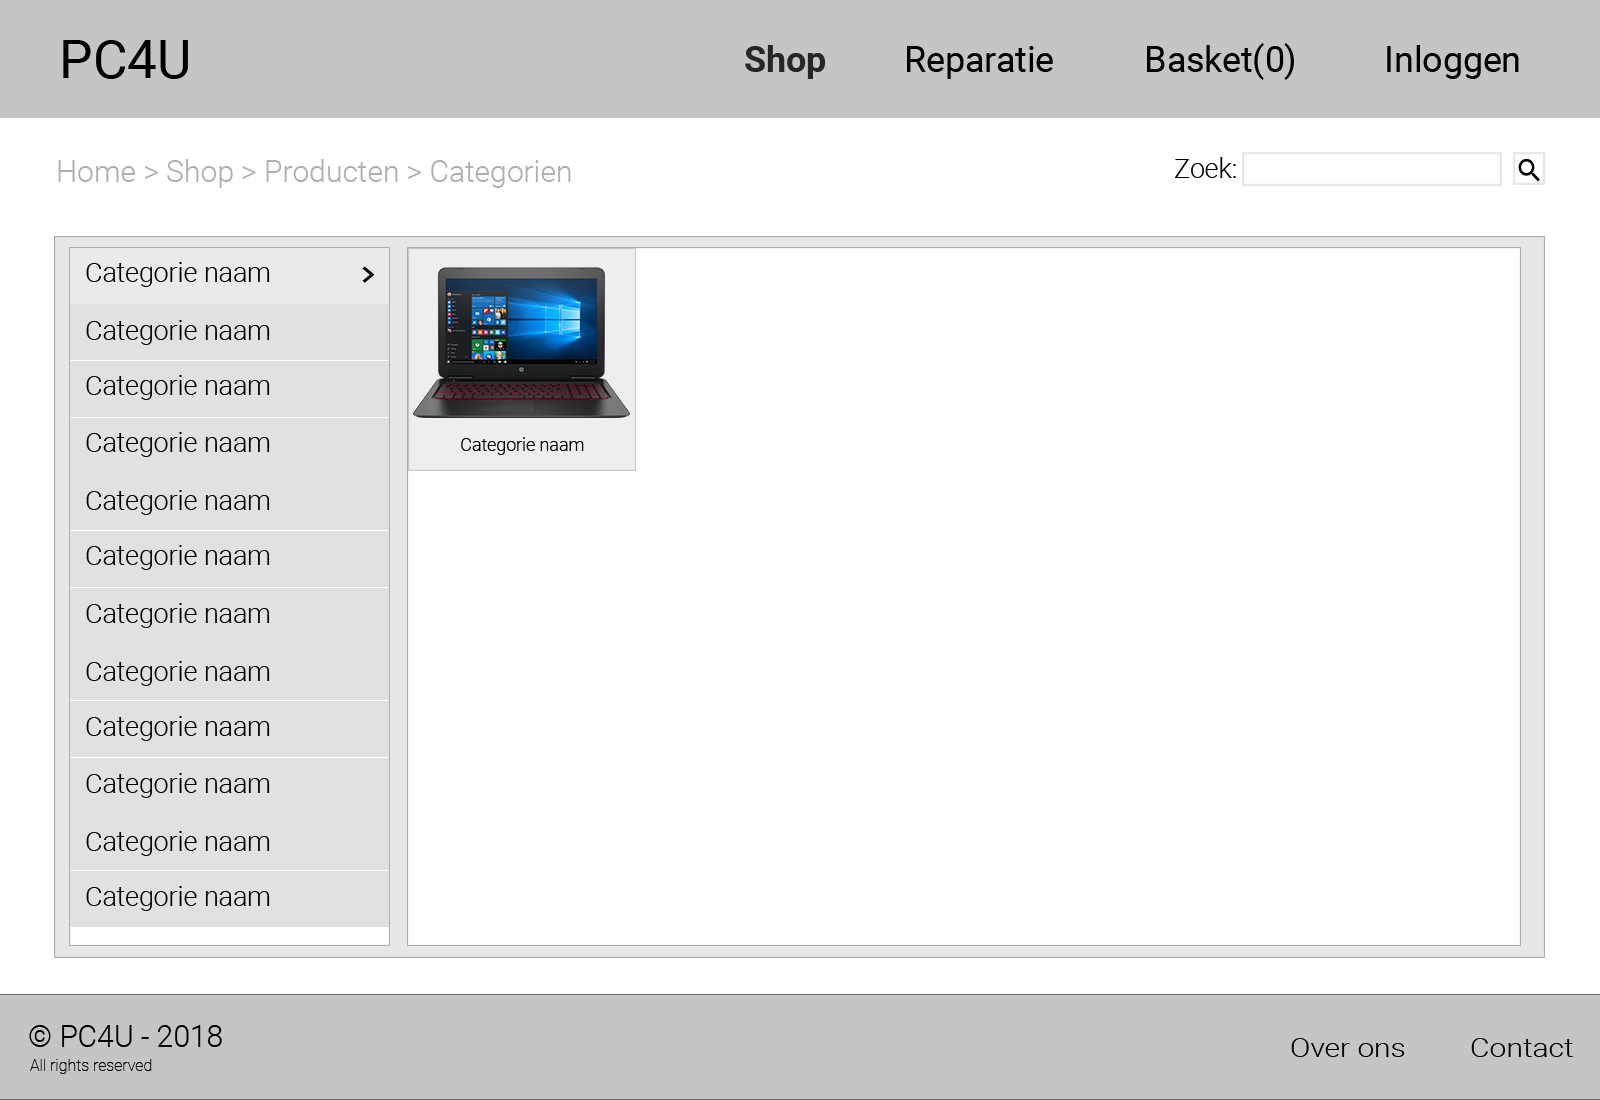 PC4U
Shop
Reparatie
Basket(0)
Inloggen
Home > Shop > Producten > Categorien
Zoek:
Categorie naam
Categorie naam
Categorie naam
Categorie naam
Categorie naam
Categorie naam
Categorie naam
Categorie naam
Categorie naam
Categorie naam
Categorie naam
Categorie naam
Categorie naam
© PC4U - 2018
All rights reserved
Over ons
Contact